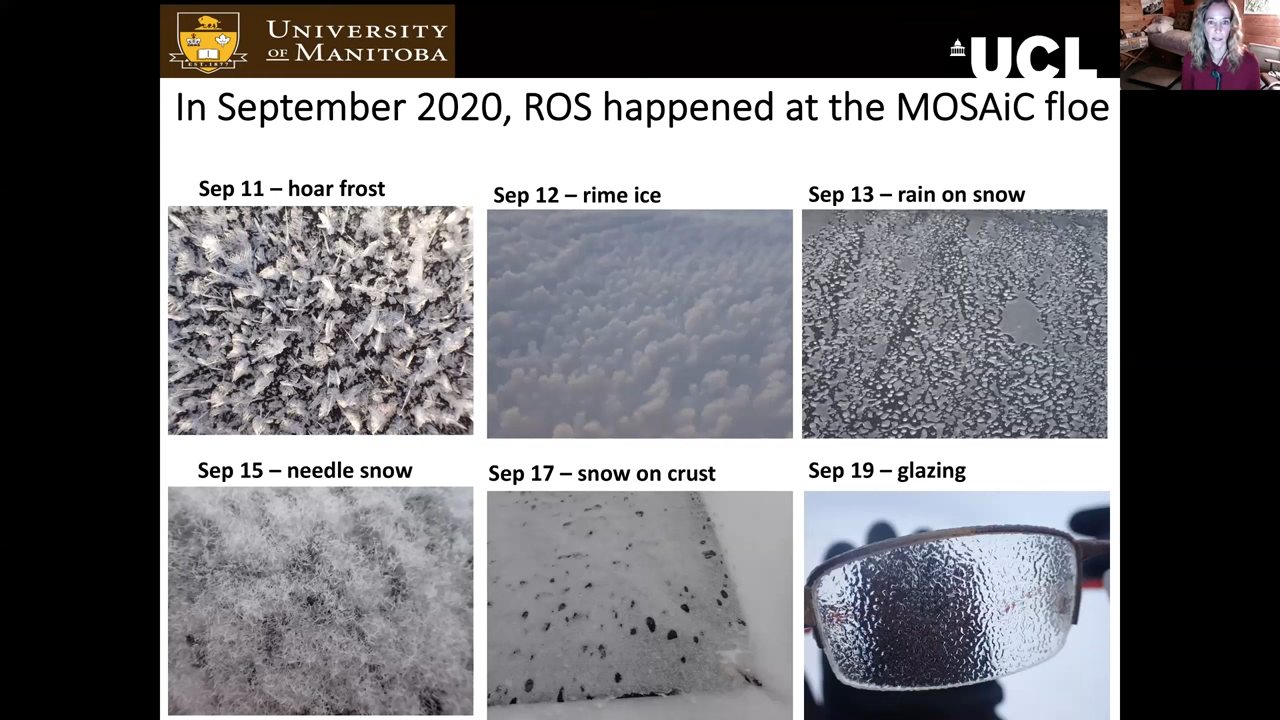 UNIVERSITY
OF MANITOBA
EST. 1877
UCL
In September 2020, ROS happened at the MOSAiC floe
Sep 11 – hoar frost
Sep 12 – rime ice
Sep 13 – rain on snow
Sep 15 – needle snow
Sep 17 – snow on crust
Sep 19 – glazing